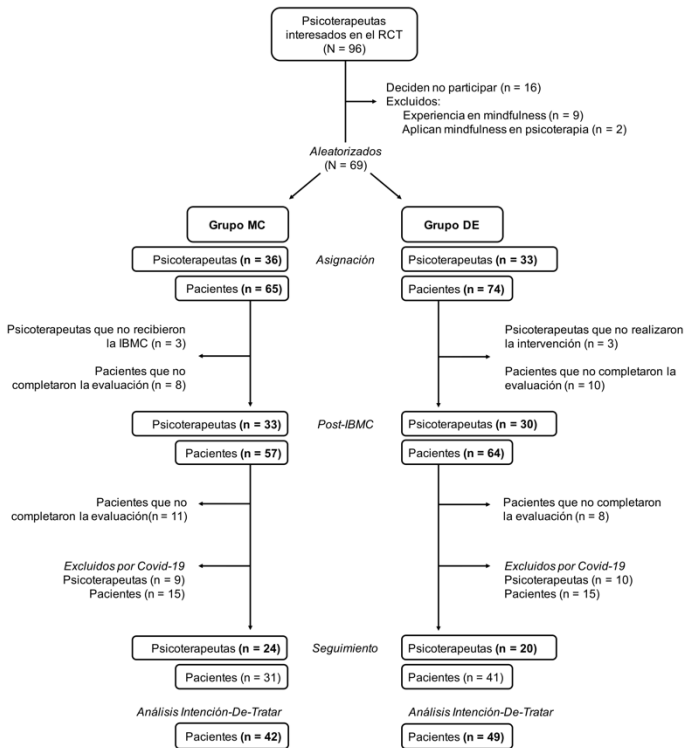 Psicoterapeutas
interesados en el RCT
(N = 96)
Deciden no participar (n = 16)
Excluidos:
Experiencia en mindfulness (n = 9)
Aplican mindfulness en psicoterapia (n = 2)
Aleatorizados
(N = 69)
Grupo MC
Grupo DE
Psicoterapeutas (n = 36)
Asignación
Psicoterapeutas (n = 33)
Pacientes (n = 65)
Pacientes (n = 74)
Psicoterapeutas que no recibieron
la IBMC (n = 3)
Pacientes que no
completaron la evaluación (n = 8)
Psicoterapeutas que no realizaron
la intervención (n = 3)
Pacientes que no completaron la
evaluación (n = 10)
Psicoterapeutas (n = 33)
Post-IBMC
Psicoterapeutas (n = 30)
Pacientes (n = 57)
Pacientes (n = 64)
Pacientes que no
completaron la evaluación(n = 11)
Pacientes que no completaron
la evaluación (n = 8)
Excluidos por Covid-19
Psicoterapeutas (n = 9)
Pacientes (n = 15)
Excluidos por Covid-19
Psicoterapeutas (n = 10)
Pacientes (n = 15)
Psicoterapeutas (n = 24)
Seguimiento
Psicoterapeutas (n = 20)
Pacientes (n = 31)
Pacientes (n = 41)
Análisis Intención-De-Tratar
Análisis Intención-De-Tratar
Pacientes (n = 42)
Pacientes (n = 49)